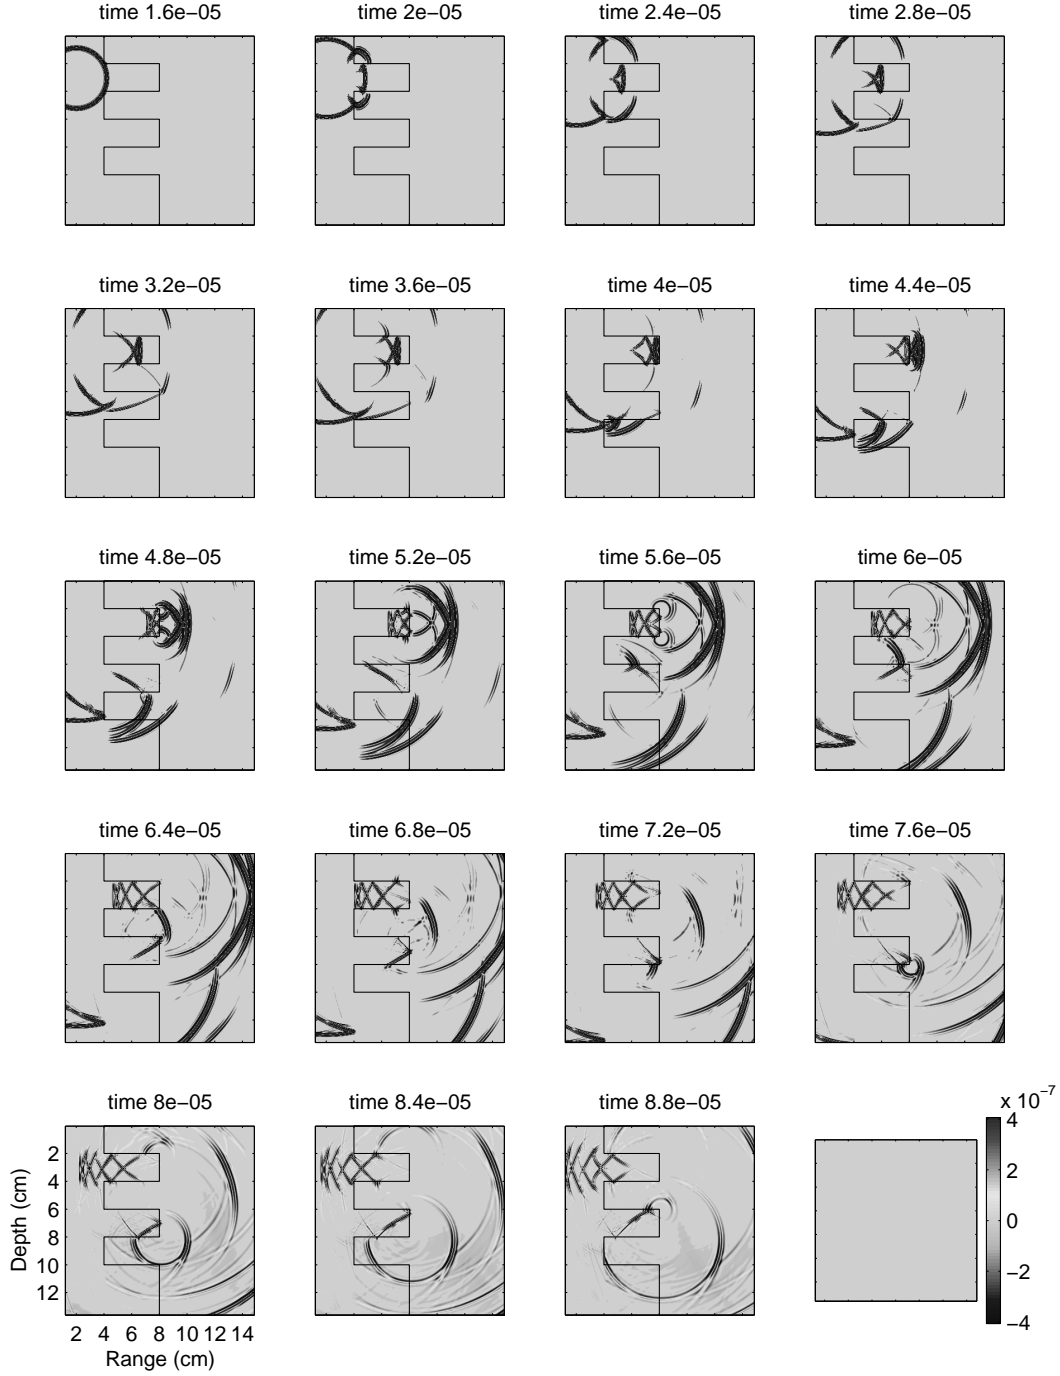 time 1.6e−05
time 2e−05
time 2.4e−05
time 2.8e−05
time 3.2e−05
time 3.6e−05
time 4e−05
time 4.4e−05
time 4.8e−05
time 5.2e−05
time 5.6e−05
time 6e−05
time 6.4e−05
time 6.8e−05
time 7.2e−05
time 7.6e−05
time 8e−05
time 8.4e−05
time 8.8e−05
x 10^-7
4
2
0
−2
−4
2
4
6
8
10
12
Depth (cm)
2 4 6 8 10 12 14
Range (cm)